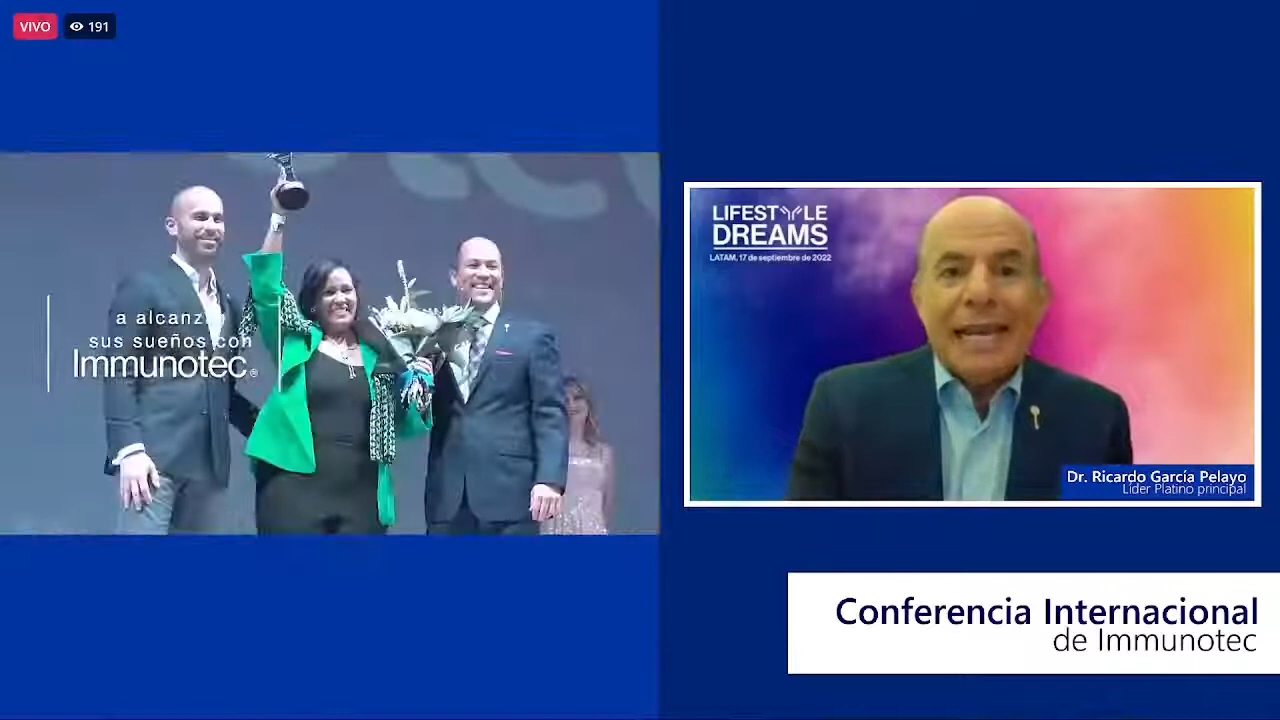 VIVO
191
a alcanzar
sus sueños con
Immunotec®
LIFESTYLE
DREAMS
LATAM, 17 de septiembre de 2022
Dr. Ricardo García Pelayo
Líder Platino principal
Conferencia Internacional
de Immunotec